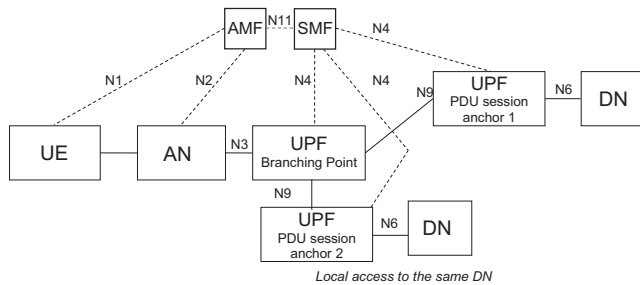 AMF
N11
SMF
N4
N1
N2
N4
N4
UPF
PDU session
anchor 1
N6
DN
N9
UE
AN
N3
UPF
Branching Point
N9
UPF
PDU session
anchor 2
N6
DN
Local access to the same DN